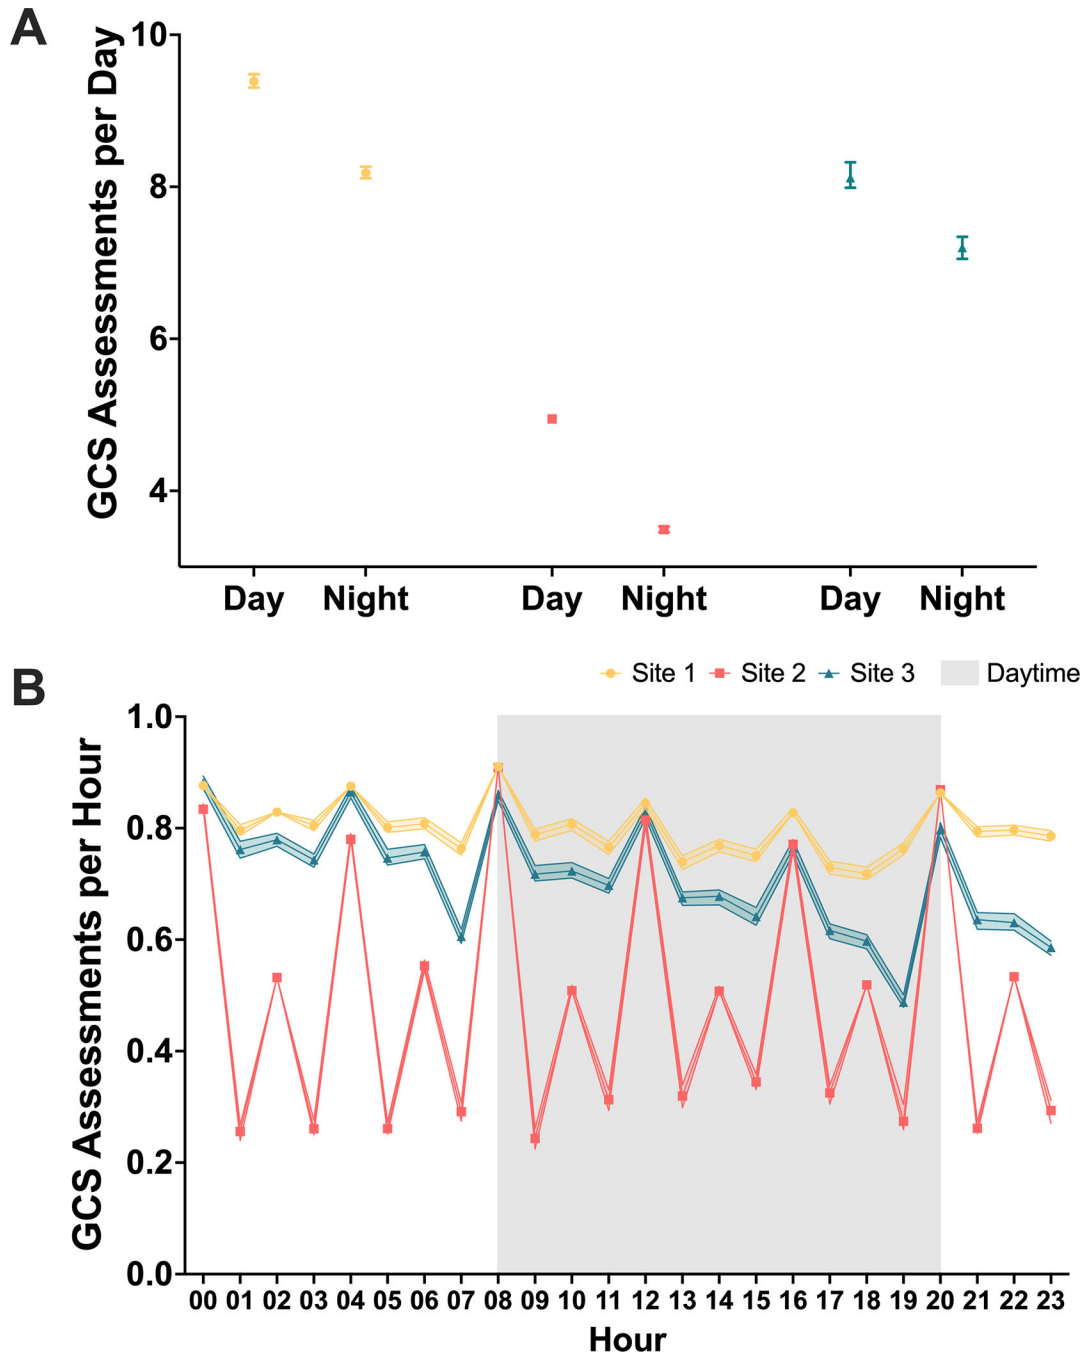 A
GCS Assessments per Day
10
8
6
4
Day Night Day Night Day Night
Site 1 Site 2 Site 3 Daytime
B
GCS Assessments per Hour
1.0
0.8
0.6
0.4
0.2
0.0
00 01 02 03 04 05 06 07 08 09 10 11 12 13 14 15 16 17 18 19 20 21 22 23
Hour